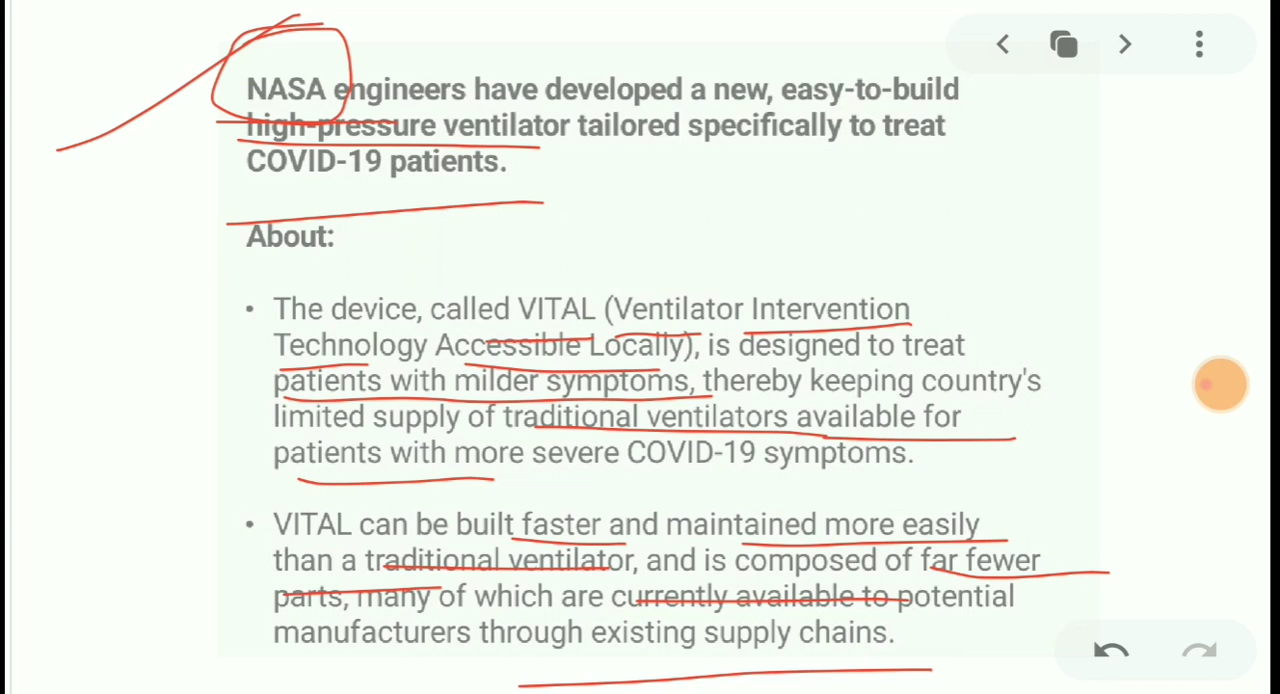 NASA engineers have developed a new, easy-to-build
high-pressure ventilator tailored specifically to treat
COVID-19 patients.
About:
• The device, called VITAL (Ventilator Intervention
Technology Accessible Locally), is designed to treat
patients with milder symptoms, thereby keeping country's
limited supply of traditional ventilators available for
patients with more severe COVID-19 symptoms.
• VITAL can be built faster and maintained more easily
than a traditional ventilator, and is composed of far fewer
parts, many of which are currently available to potential
manufacturers through existing supply chains.